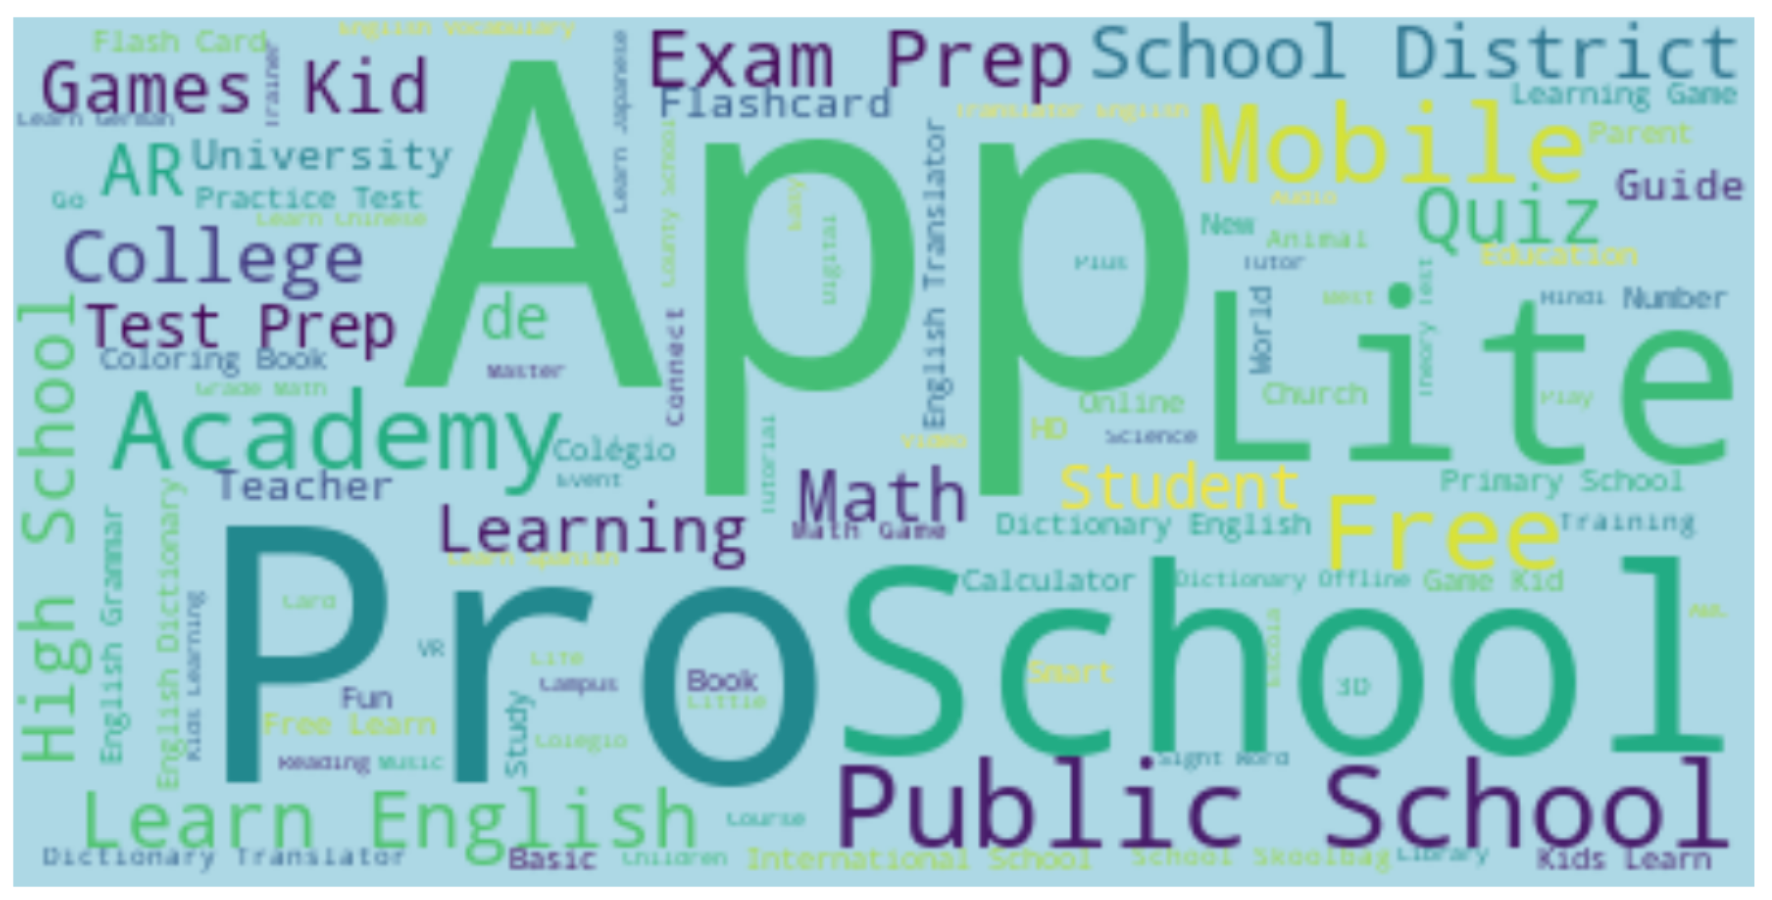 Flash Card
English Vocabulary
Games Kid
Trainer
Learn German
Learn Japanese
Exam Prep
School District
Flashcard
Translator English
Learning Game
Mobile
Parent
App
AR
University
Go
Practice Test
Learn Chinese
County School
Easy
Digital
English Translator
Audio
Guide
Quiz
New
Animal
Education
Plus
Tutor
College
Test Prep
de
Coloring Book
Master
Grade Math
Connect
World
Best
Theory Test
Hindi
Number
Lite
Church
Play
Online
HD
Science
Video
High School
Academy
Colégio
Event
Tutorial
Teacher
Math
Math Game
Student
Primary School
Learning
Learn Spanish
Dictionary English
Free
Training
English Grammar
English Dictionary
Kids Learning
Pro
Card
VR
Fun
Free Learn
Reading
Music
Study
Lite
Campus
Colegio
Book
Little
School
Calculator
Dictionary Offline
Game Kid
Smart
Escola
3D
Sight Word
Learn English
Course
Public School
Dictionary Translator
Basic
Children
International School
School Skoolbag
Library
Kids Learn